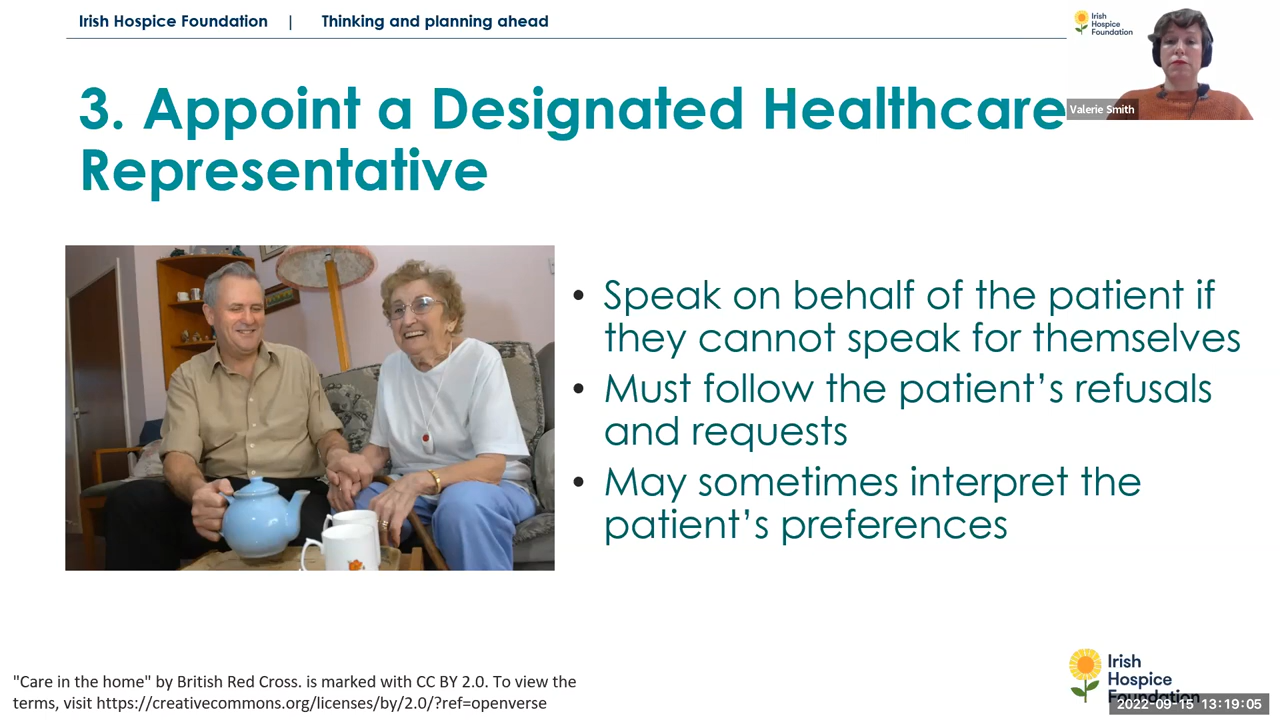 Irish Hospice Foundation | Thinking and planning ahead
Irish
Hospice
Foundation
Valerie Smith
3. Appoint a Designated Healthcare
Representative
• Speak on behalf of the patient if
they cannot speak for themselves
• Must follow the patient's refusals
and requests
• May sometimes interpret the
patient's preferences
"Care in the home" by British Red Cross. is marked with CC BY 2.0. To view the
terms, visit https://creativecommons.org/licenses/by/2.0/?ref=openverse
Irish
Hospice
Foundation
2022-09-15 13:19:05